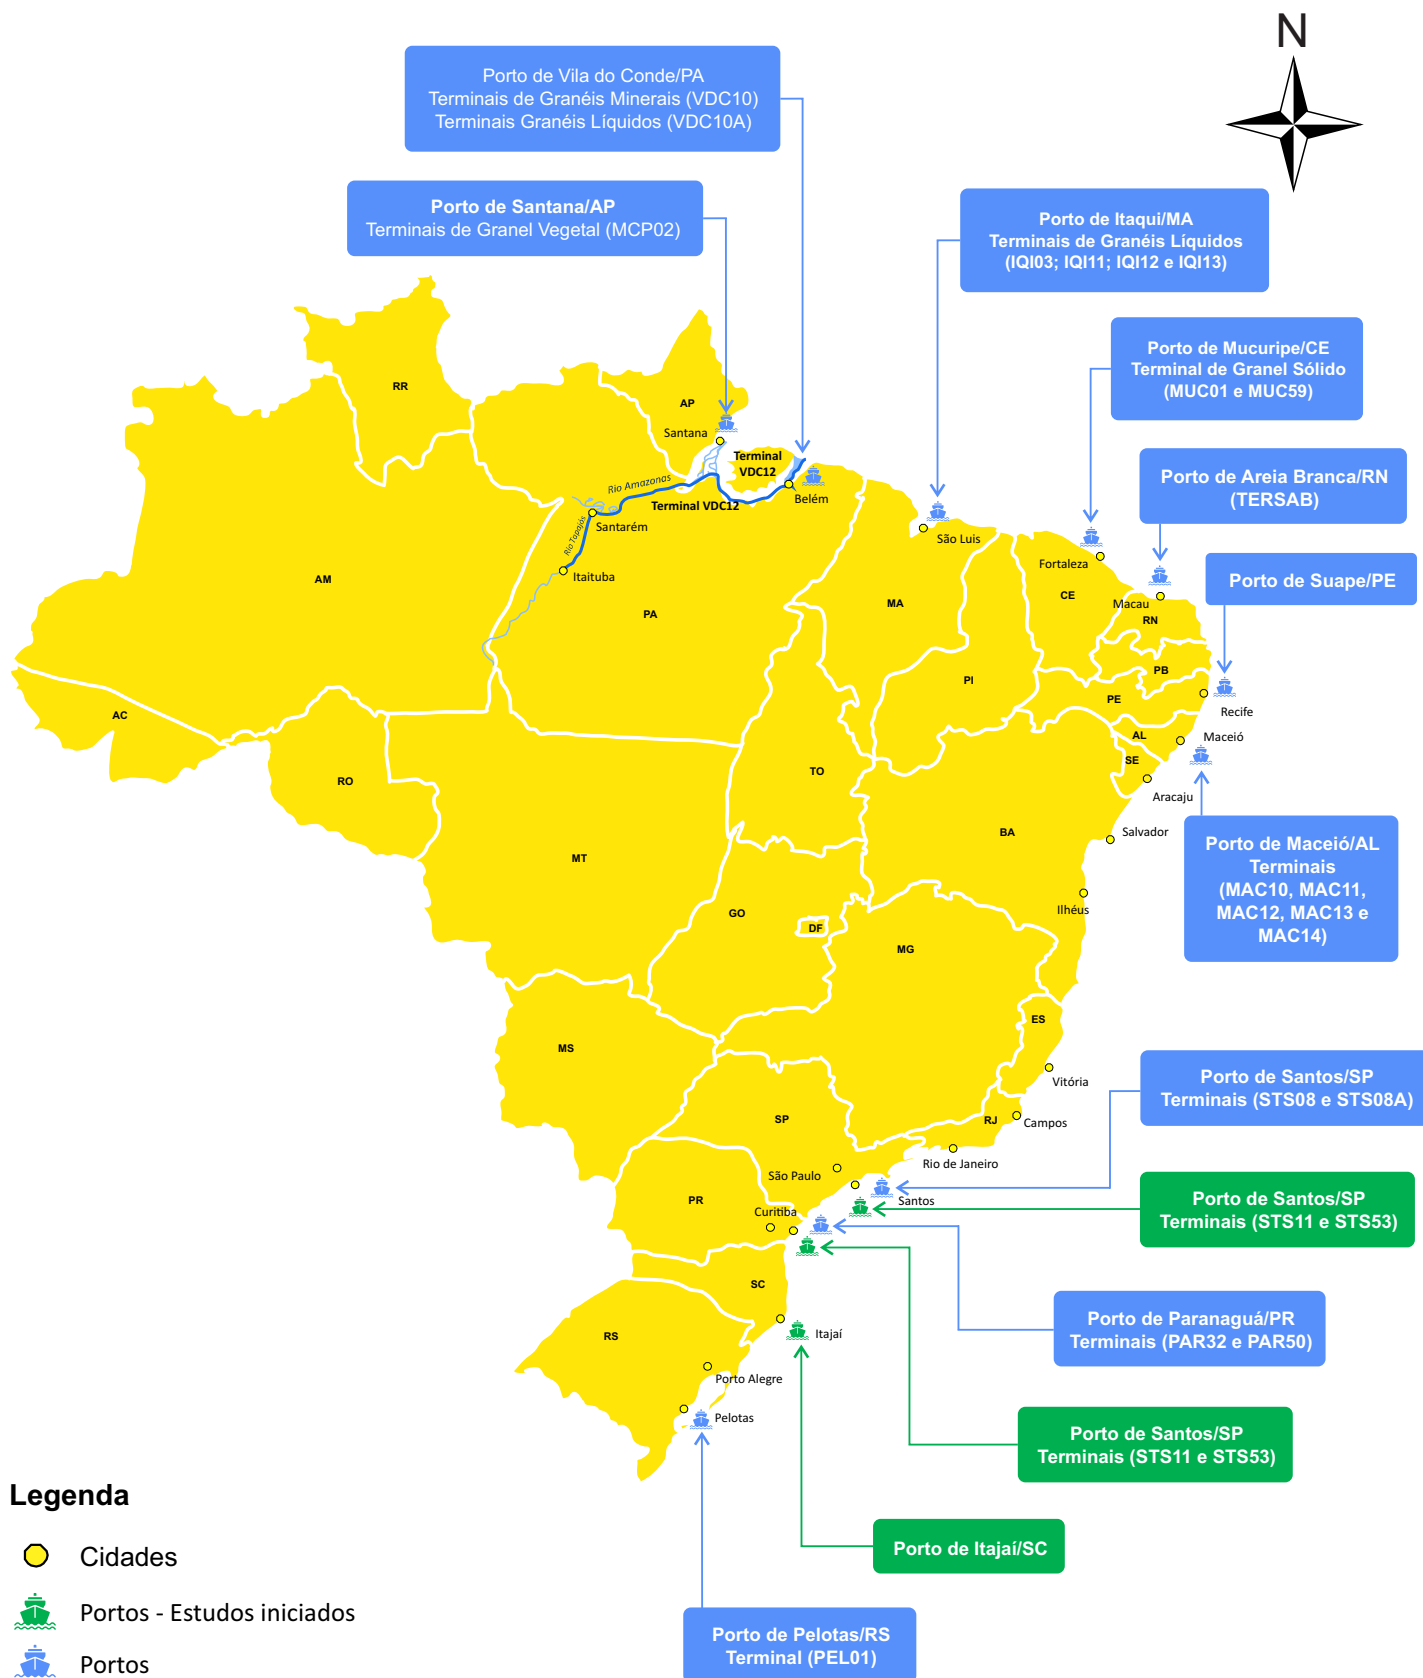 N
Porto de Vila do Conde/PA
Terminais de Granéis Minerais (VDC10)
Terminais Granéis Líquidos (VDC10A)
Porto de Santana/AP
Terminais de Granel Vegetal (MCP02)
Porto de Itaqui/MA
Terminais de Granéis Líquidos
(IQI03; IQI11; IQI12 e IQI13)
Porto de Mucuripe/CE
Terminal de Granel Sólido
(MUC01 e MUC59)
Porto de Areia Branca/RN
(TERSAB)
Porto de Suape/PE
RR
AP
Santana
Terminal
VDC12
Belém
Rio Amazonas
Terminal VDC12
Santarém
Rio Tapajós
Itaituba
São Luis
Fortaleza
CE
Macau
RN
AM
PA
MA
PI
PB
PE
Recife
AC
AL
Maceió
SE
Aracaju
RO
TO
BA
Salvador
MT
Ilhéus
GO
DF
MG
Porto de Maceió/AL
Terminais
(MAC10, MAC11,
MAC12, MAC13 e
MAC14)
ES
MS
Vitória
SP
RJ
Campos
Rio de Janeiro
São Paulo
Santos
PR
Curitiba
Porto de Santos/SP
Terminais (STS08 e STS08A)
Porto de Santos/SP
Terminais (STS11 e STS53)
SC
RS
Itajaí
Porto Alegre
Pelotas
Porto de Paranaguá/PR
Terminais (PAR32 e PAR50)
Porto de Santos/SP
Terminais (STS11 e STS53)
Porto de Itajaí/SC
Porto de Pelotas/RS
Terminal (PEL01)
Legenda
Cidades
Portos - Estudos iniciados
Portos